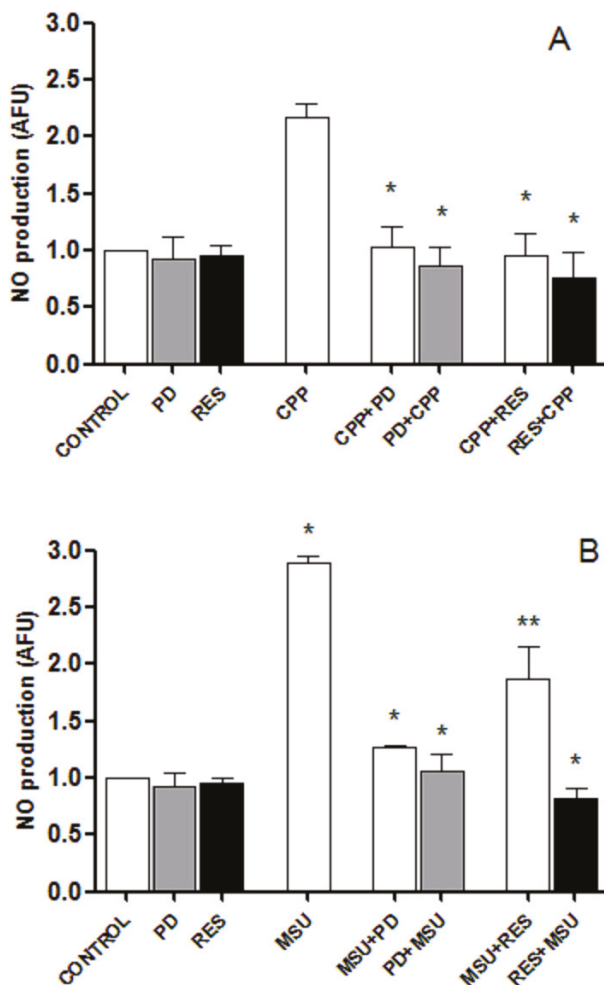 A
NO production (AFU)
3.0
2.5
2.0
1.5
1.0
0.5
0.0
* * * *
CONTROL PD RES CPP CPP+PD PD+CPP CPP+RES RES+CPP
B
NO production (AFU)
3.0
2.5
2.0
1.5
1.0
0.5
0.0
*
* * ** *
CONTROL PD RES MSU MSU+PD PD+MSU MSU+RES RES+MSU